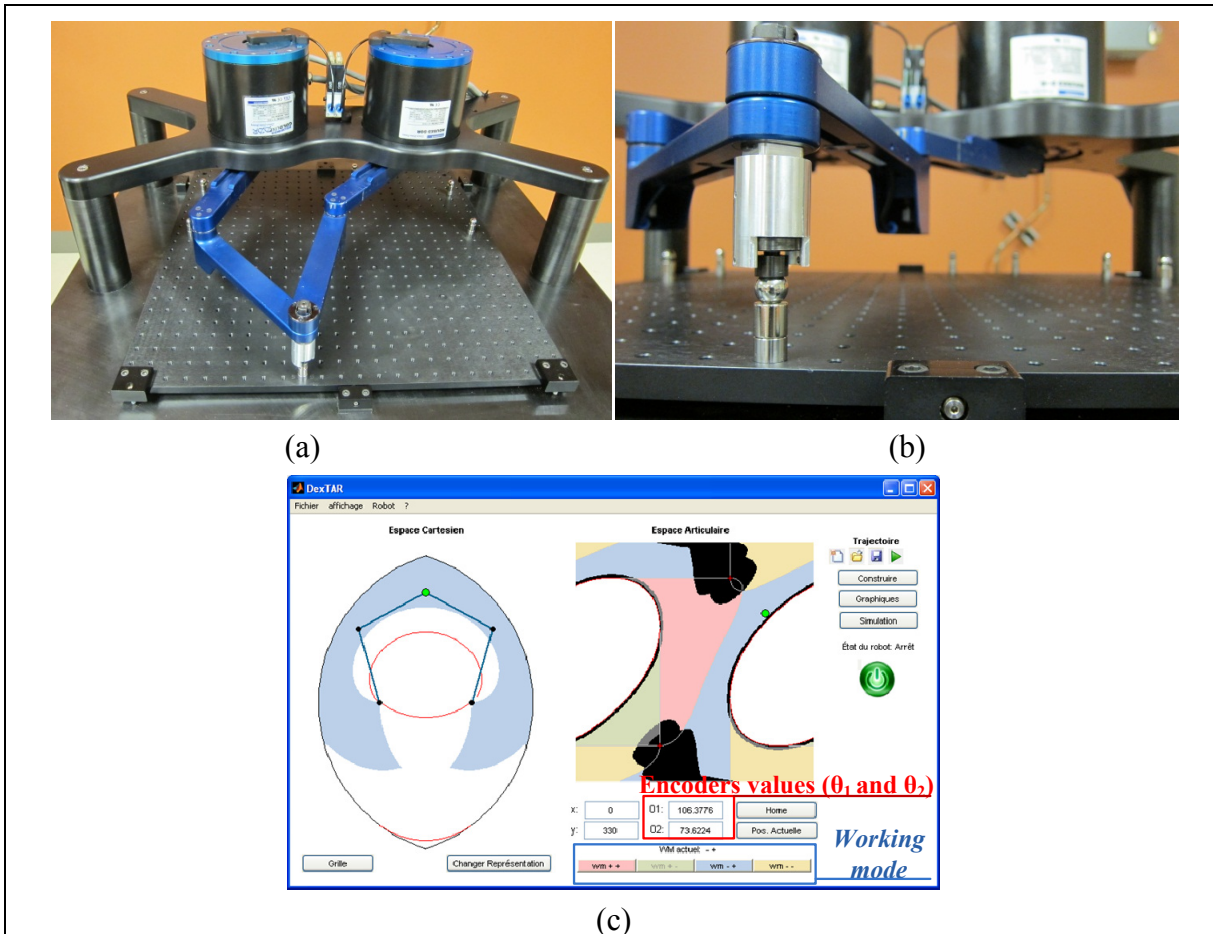 (a)
(b)
DexTAR
Fichier affichage Robot ?
Espace Cartesien
Espace Articulaire
Trajectoire
Construire
Graphiques
Simulation
État du robot: Arrêt
Encoders values (θ₁ and θ₂)
x: 0 O1: 106.3776 Home
y: 330 O2: 73.6224 Pos. Actuelle
WM actuel: - +
wm + + wm + - wm - + wm - -
Working
mode
Grille
Changer Représentation
(c)